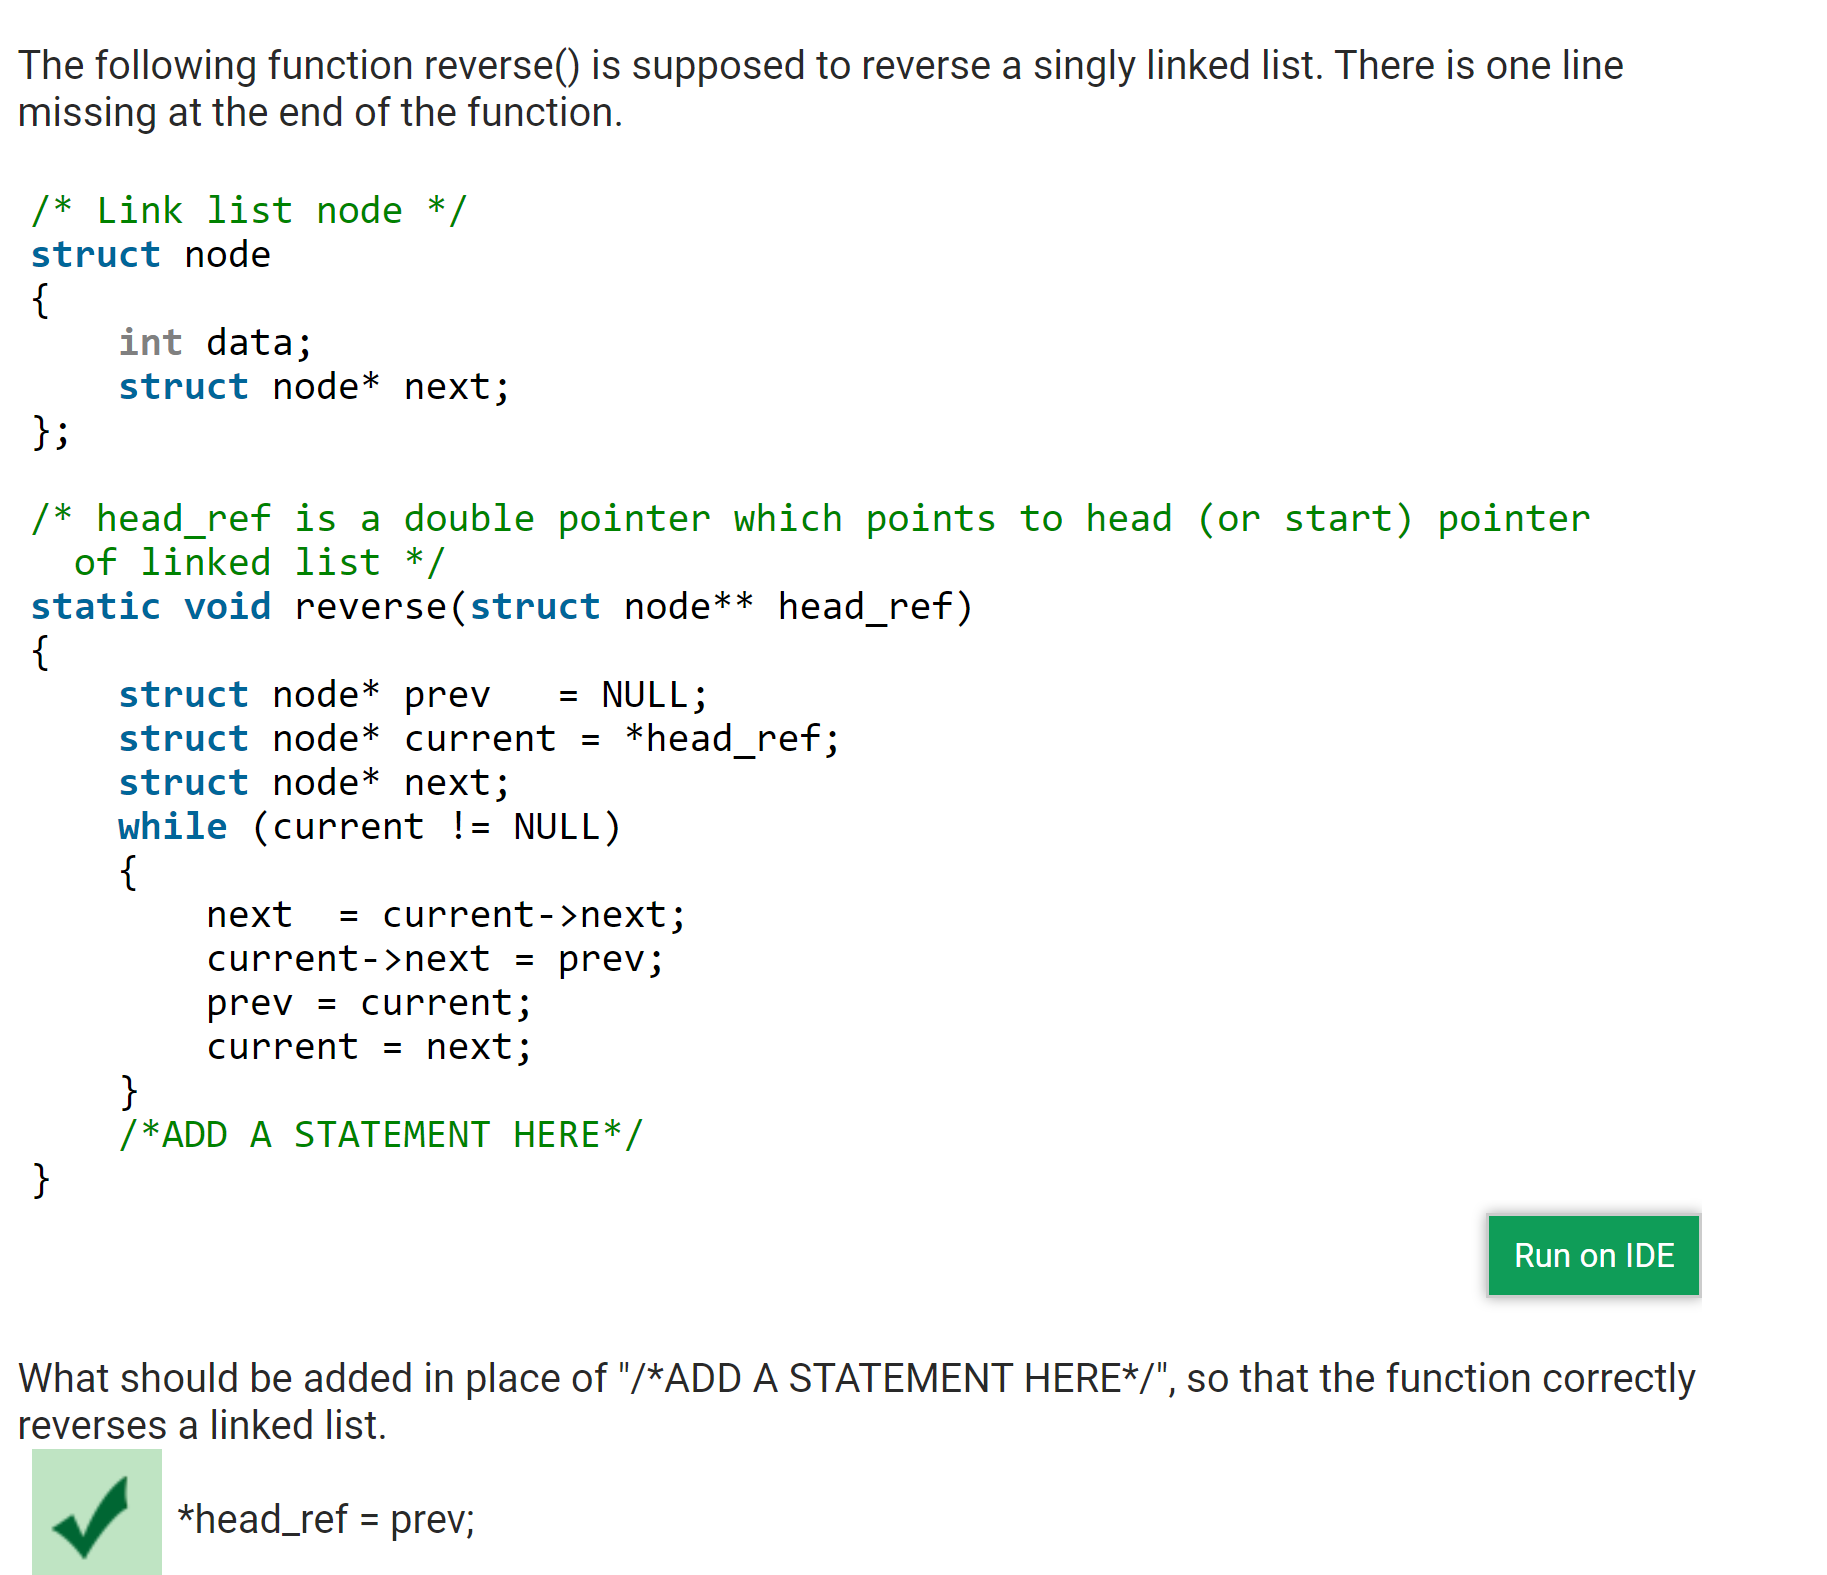 The following function reverse() is supposed to reverse a singly linked list. There is one line
missing at the end of the function.
/* Link list node */
struct node
{
    int data;
    struct node* next;
};
/* head_ref is a double pointer which points to head (or start) pointer
  of linked list */
static void reverse(struct node** head_ref)
{
    struct node* prev   = NULL;
    struct node* current = *head_ref;
    struct node* next;
    while (current != NULL)
    {
        next  = current->next;
        current->next = prev;
        prev = current;
        current = next;
    }
    /*ADD A STATEMENT HERE*/
}
Run on IDE
What should be added in place of "/*ADD A STATEMENT HERE*/", so that the function correctly
reverses a linked list.
*head_ref = prev;